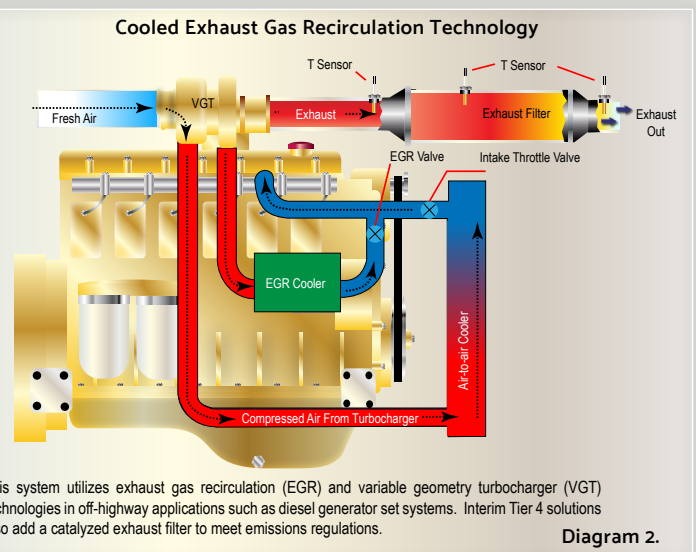 Cooled Exhaust Gas Recirculation Technology
T Sensor
T Sensor
VGT
Fresh Air
Exhaust
Exhaust Filter
Exhaust
Out
EGR Valve
Intake Throttle Valve
EGR Cooler
Air-to-air Cooler
Compressed Air From Turbocharger
is system utilizes exhaust gas recirculation (EGR) and variable geometry turbocharger (VGT)
chnologies in off-highway applications such as diesel generator set systems. Interim Tier 4 solutions
so add a catalyzed exhaust filter to meet emissions regulations.
Diagram 2.